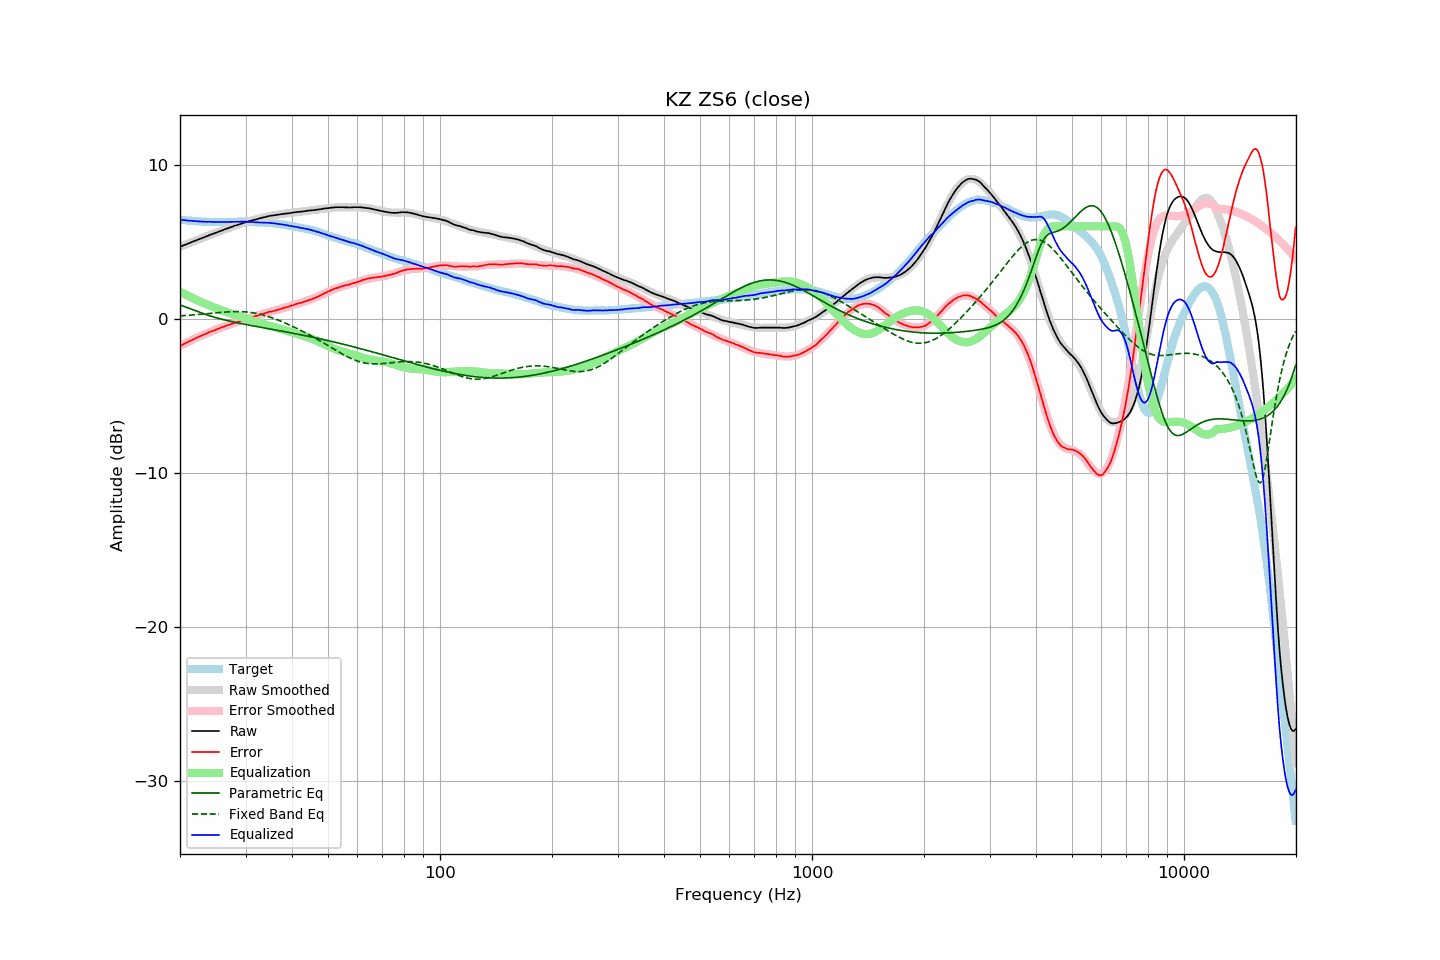 KZ ZS6 (close)
10
0
−10
−20
−30
Amplitude (dBr)
Target
Raw Smoothed
Error Smoothed
Raw
Error
Equalization
Parametric Eq
Fixed Band Eq
Equalized
100
1000
10000
Frequency (Hz)